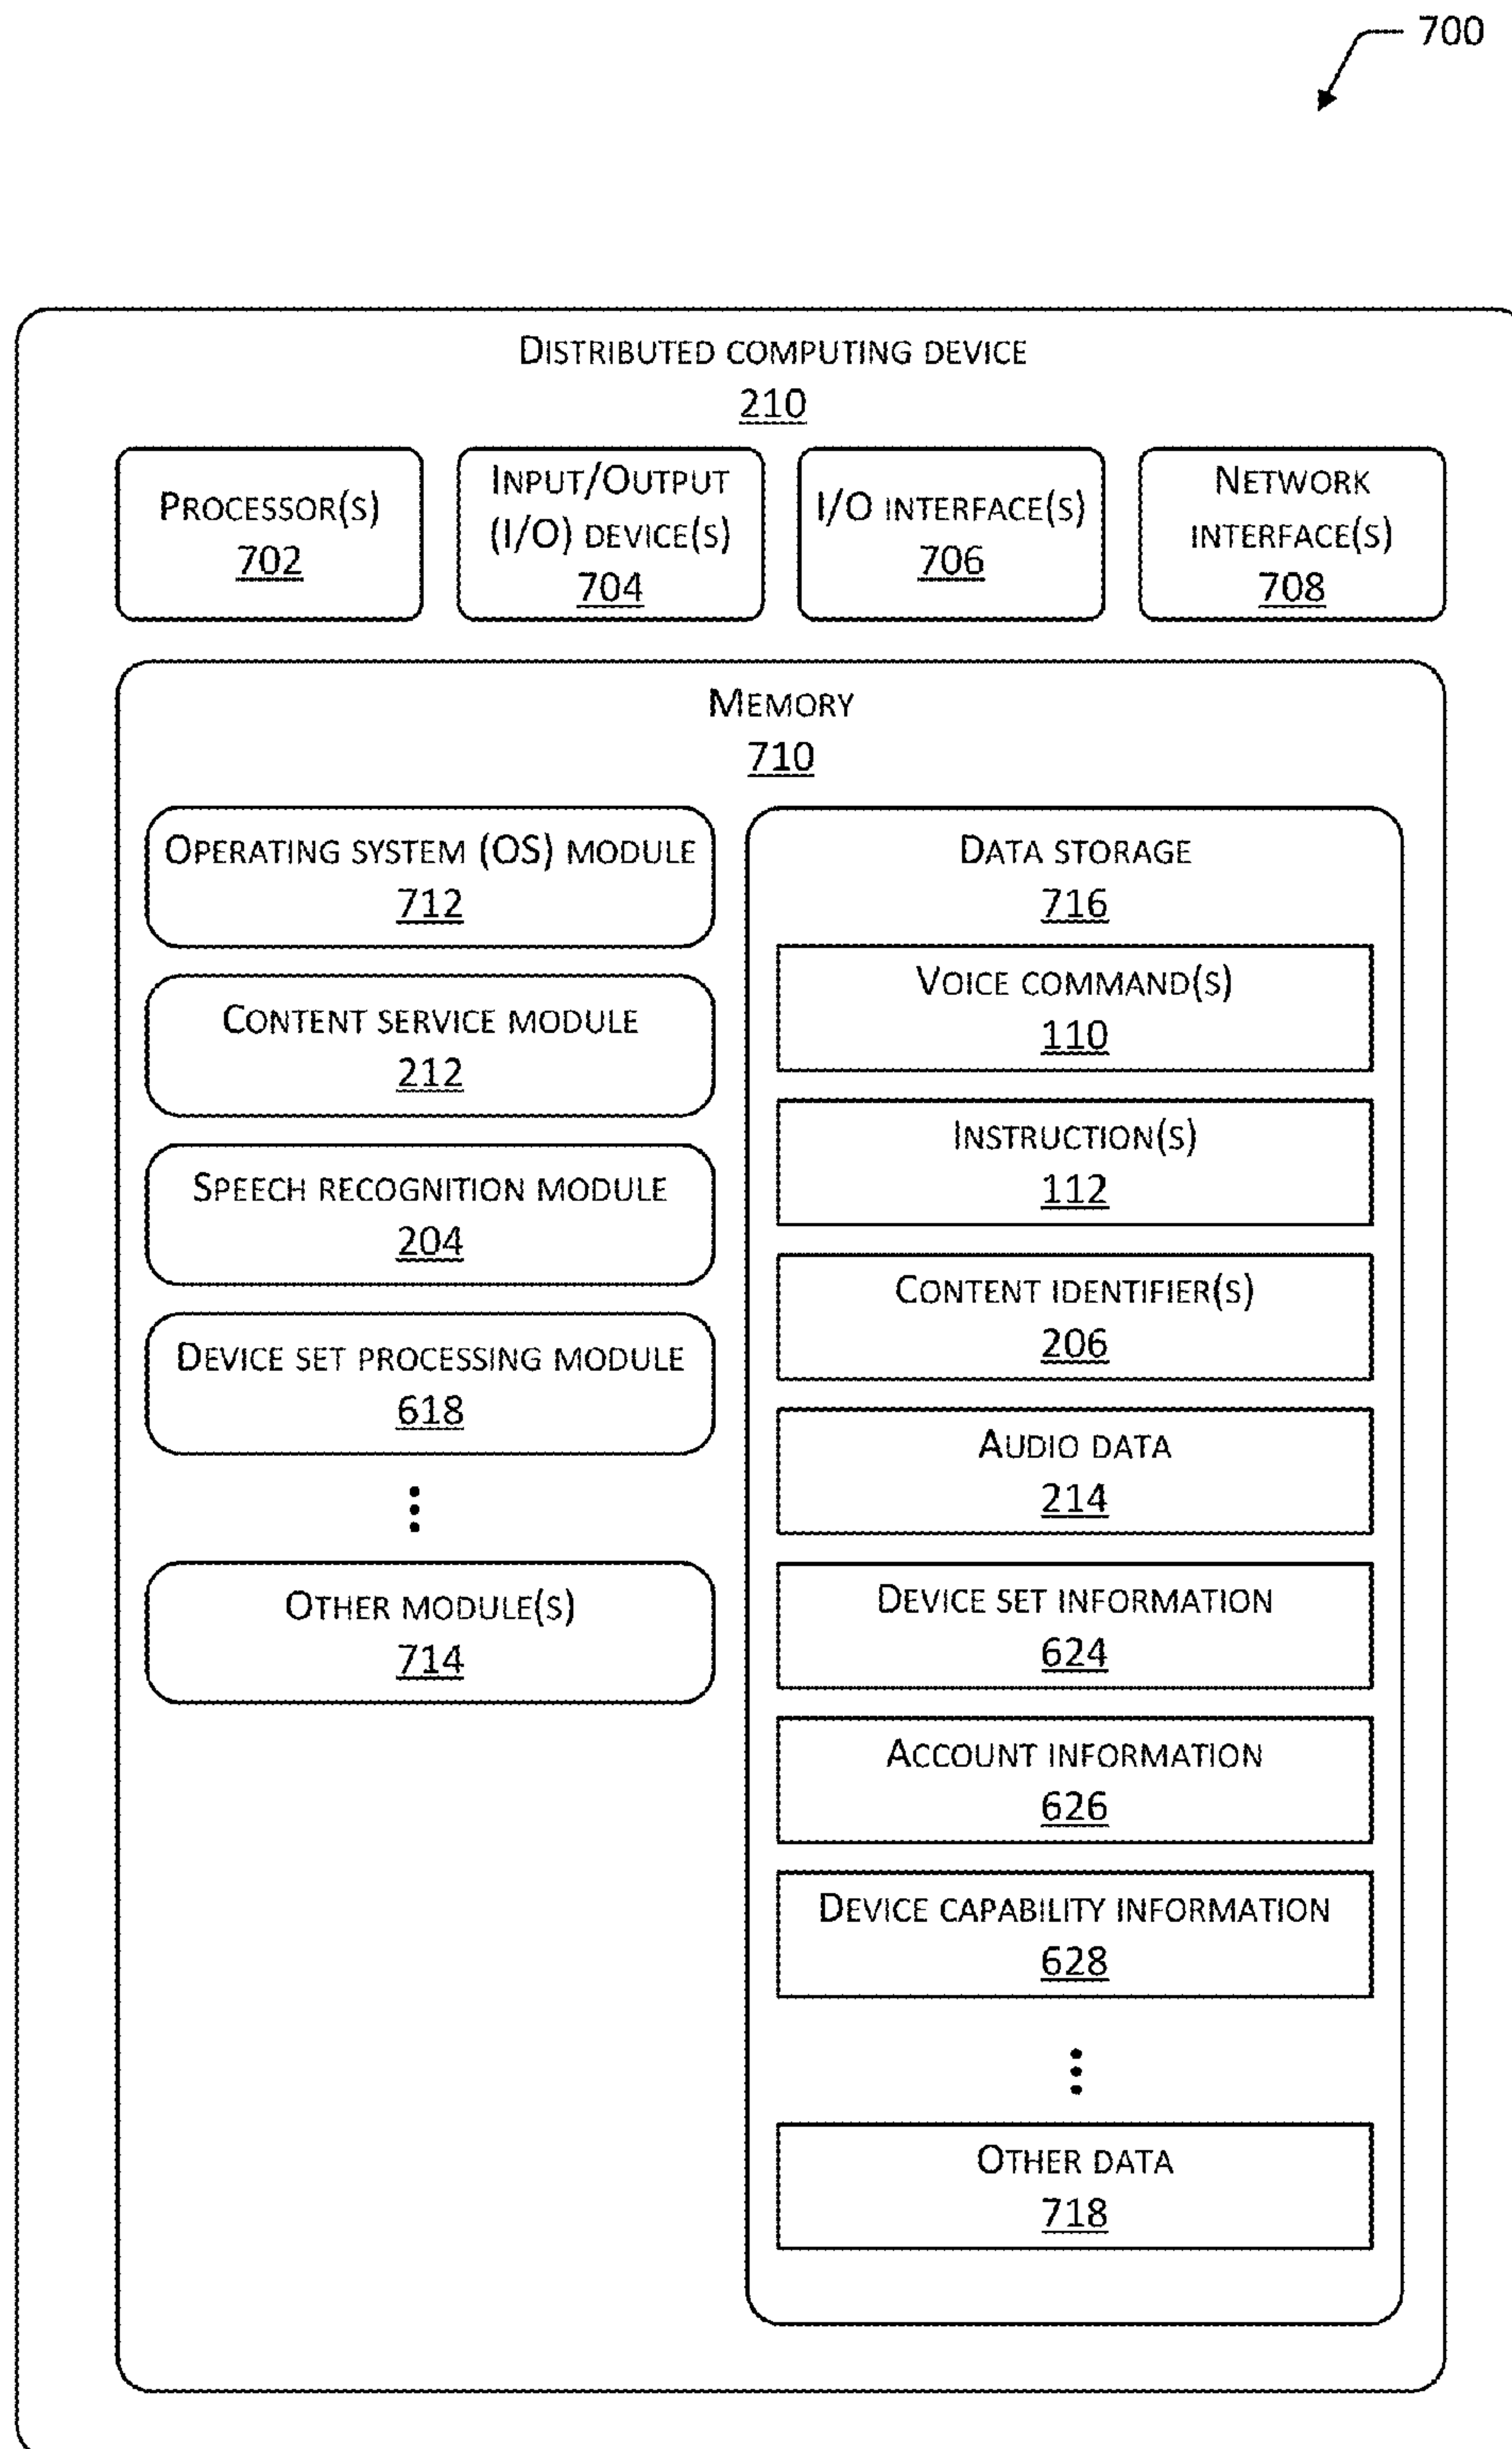 700
DISTRIBUTED COMPUTING DEVICE
210
PROCESSOR(S)
702
INPUT/OUTPUT
(I/O) DEVICE(S)
704
I/O INTERFACE(S)
706
NETWORK
INTERFACE(S)
708
MEMORY
710
OPERATING SYSTEM (OS) MODULE
712
CONTENT SERVICE MODULE
212
SPEECH RECOGNITION MODULE
204
DEVICE SET PROCESSING MODULE
618
OTHER MODULE(S)
714
DATA STORAGE
716
VOICE COMMAND(S)
110
INSTRUCTION(S)
112
CONTENT IDENTIFIER(S)
206
AUDIO DATA
214
DEVICE SET INFORMATION
624
ACCOUNT INFORMATION
626
DEVICE CAPABILITY INFORMATION
628
OTHER DATA
718